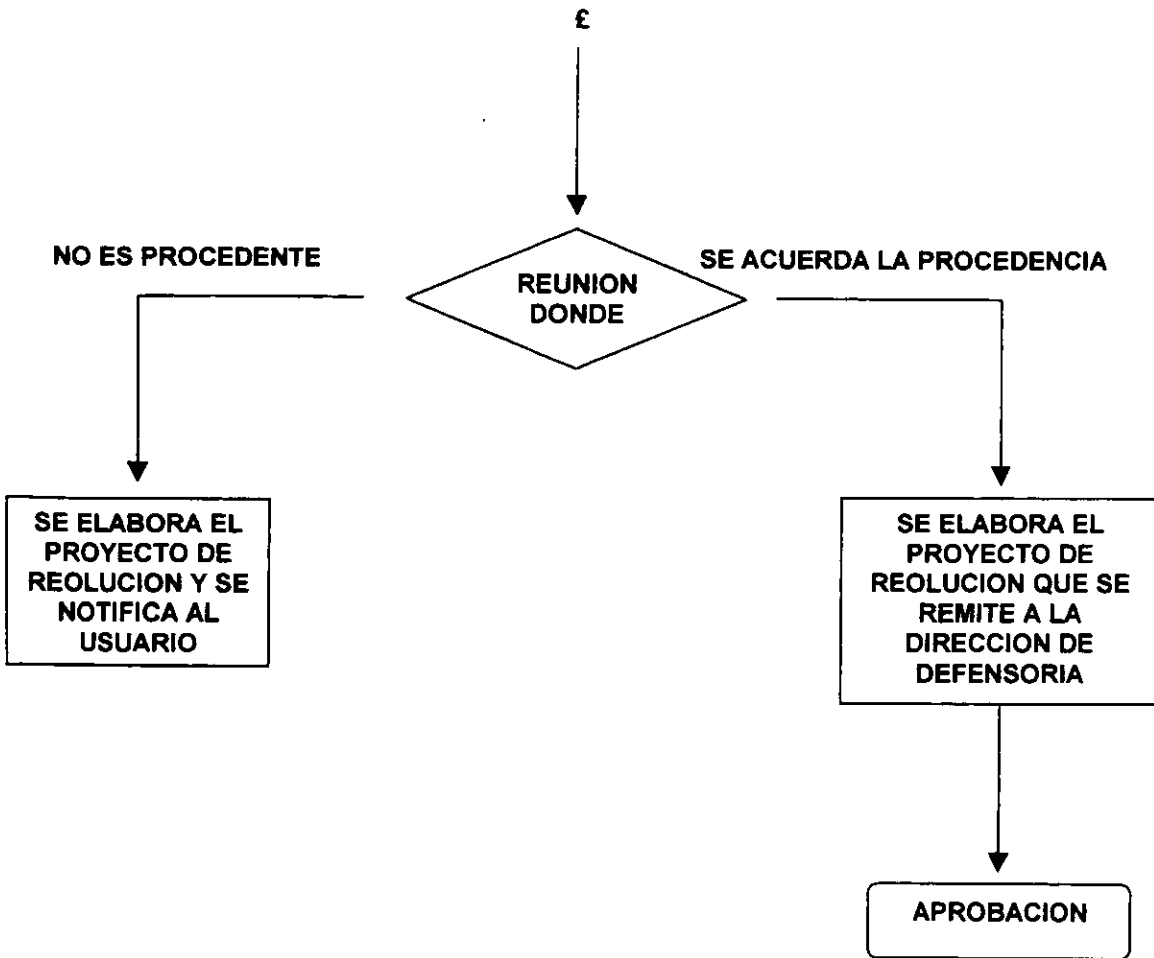 £
NO ES PROCEDENTE
SE ACUERDA LA PROCEDENCIA
REUNION
DONDE
SE ELABORA EL
PROYECTO DE
REOLUCION Y SE
NOTIFICA AL
USUARIO
SE ELABORA EL
PROYECTO DE
REOLUCION QUE SE
REMITE A LA
DIRECCION DE
DEFENSORIA
APROBACION